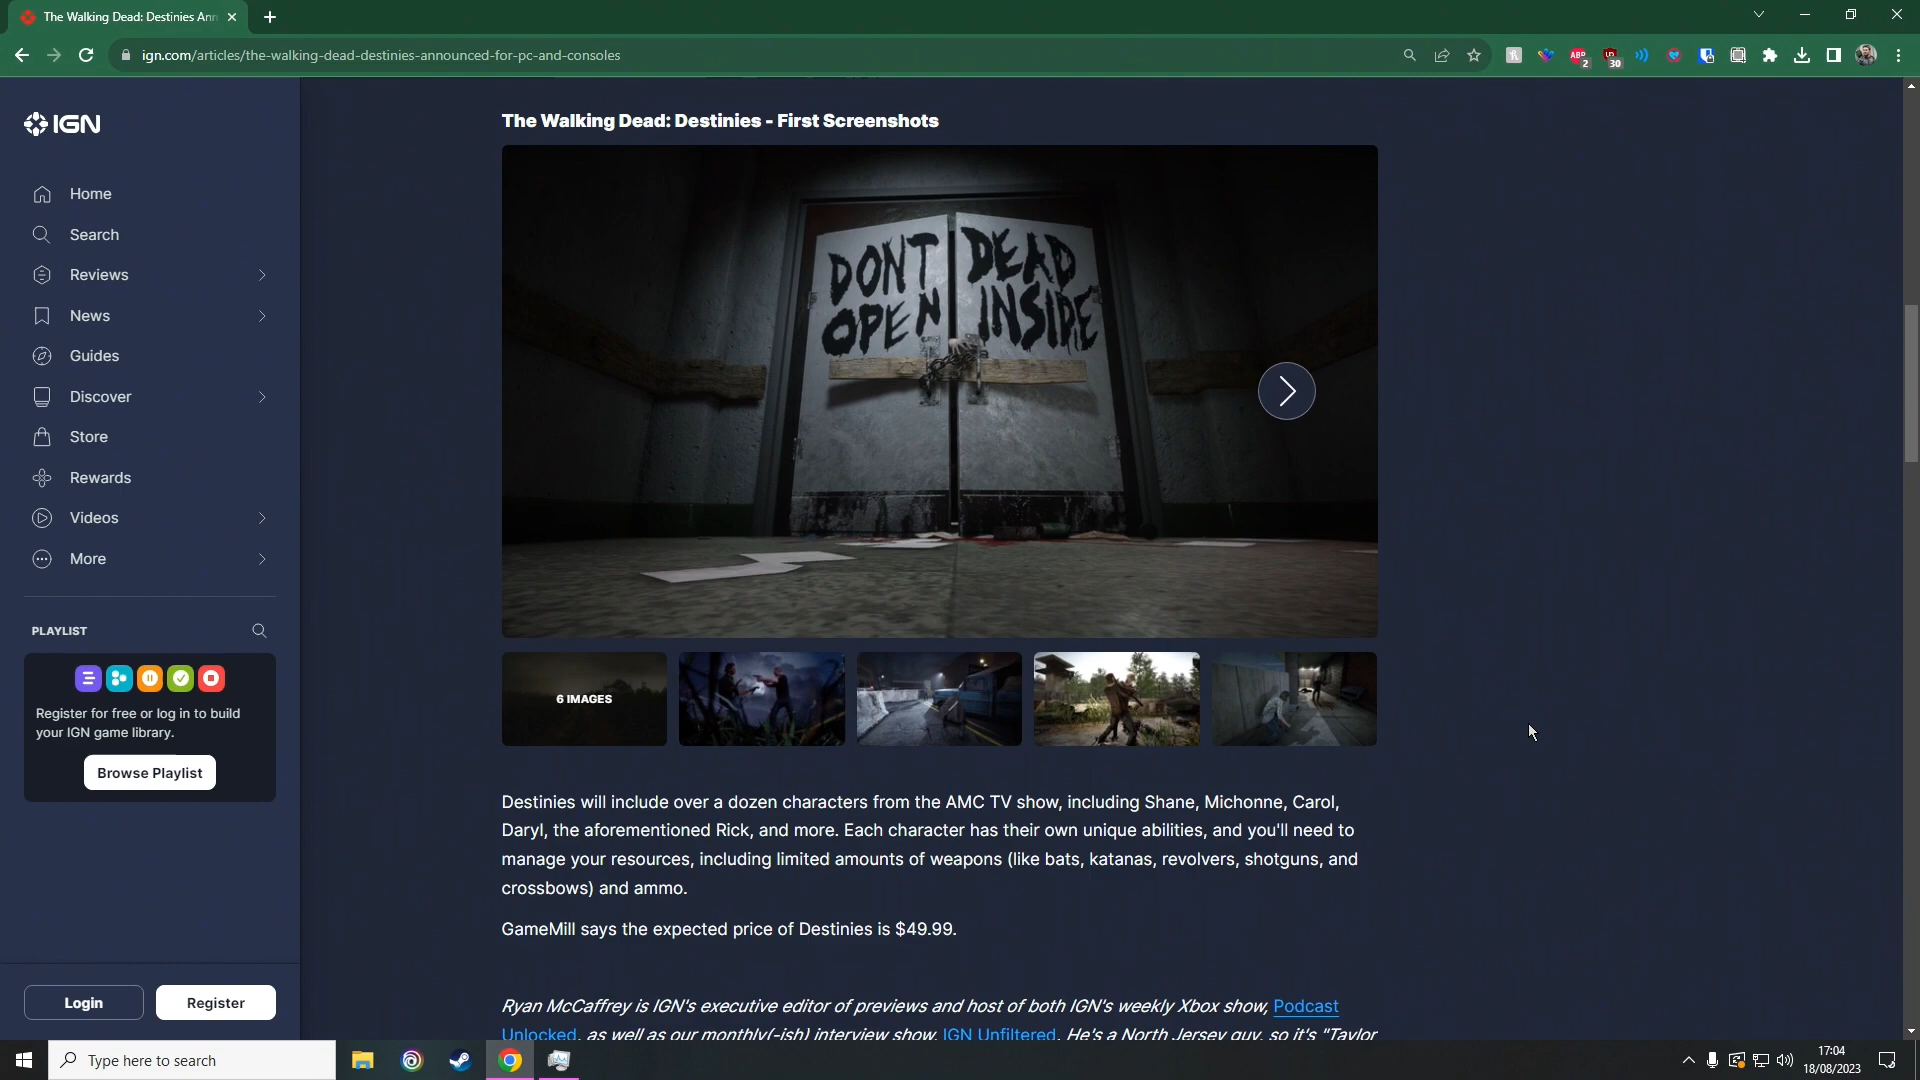 The Walking Dead: Destinies Ann
ign.com/articles/the-walking-dead-destinies-announced-for-pc-and-consoles
ABP
2
30
IGN
Home
Search
Reviews
News
Guides
Discover
Store
Rewards
Videos
More
PLAYLIST
Register for free or log in to build
your IGN game library.
Browse Playlist
Login
Register
The Walking Dead: Destinies - First Screenshots
DONT DEAD
OPEN INSIDE
6 IMAGES
Destinies will include over a dozen characters from the AMC TV show, including Shane, Michonne, Carol,
Daryl, the aforementioned Rick, and more. Each character has their own unique abilities, and you'll need to
manage your resources, including limited amounts of weapons (like bats, katanas, revolvers, shotguns, and
crossbows) and ammo.
GameMill says the expected price of Destinies is $49.99.
Ryan McCaffrey is IGN's executive editor of previews and host of both IGN's weekly Xbox show, Podcast
Unlocked, as well as our monthly(-ish) interview show, IGN Unfiltered. He's a North Jersey guy, so it's "Taylor
Type here to search
17:04
18/08/2023